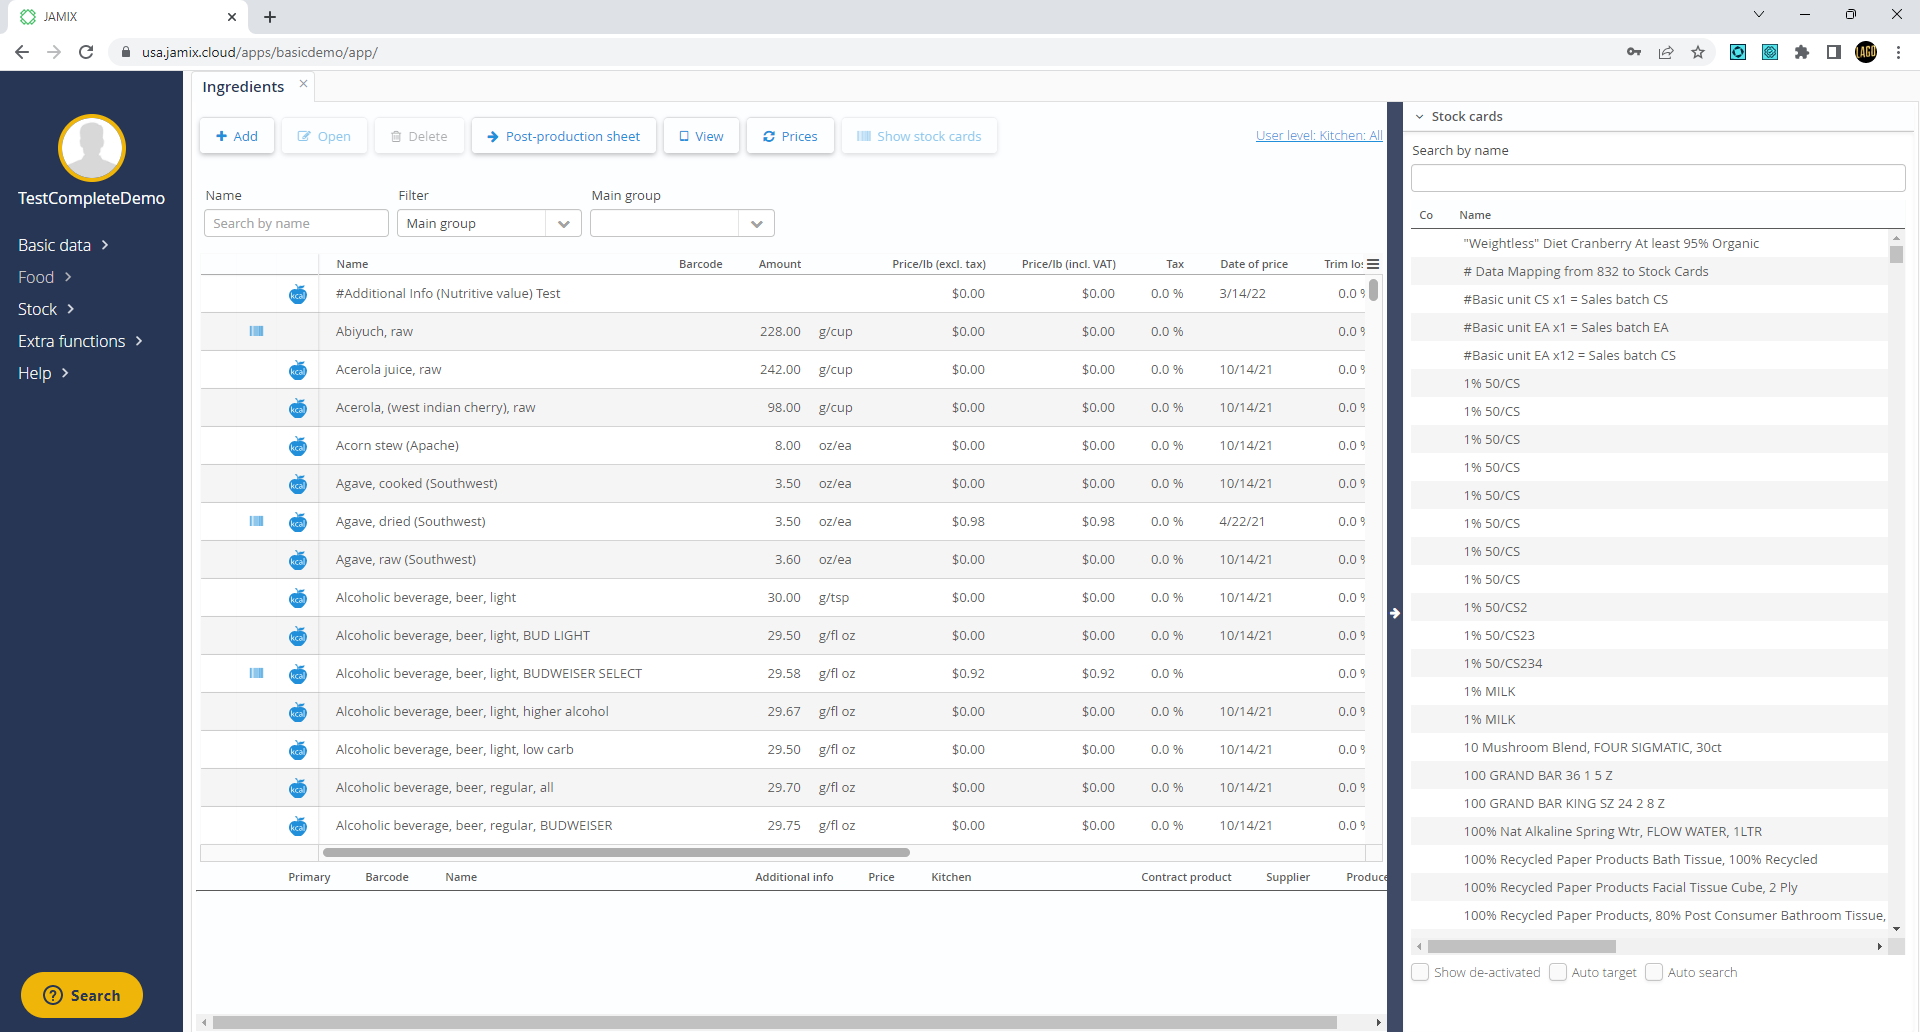 JAMIX
usa.jamix.cloud/apps/basicdemo/app/
LAGO
TestCompleteDemo
Basic data
Food
Stock
Extra functions
Help
Search
Ingredients
Add Open Delete Post-production sheet View Prices Show stock cards User level: Kitchen: All
Name Filter Main group
Search by name Main group
Name Barcode Amount Price/lb (excl. tax) Price/lb (incl. VAT) Tax Date of price Trim los
kcal #Additional Info (Nutritive value) Test $0.00 $0.00 0.0 % 3/14/22 0.0 %
Abiyuch, raw 228.00 g/cup $0.00 $0.00 0.0 % 0.0 %
kcal Acerola juice, raw 242.00 g/cup $0.00 $0.00 0.0 % 10/14/21 0.0 %
kcal Acerola, (west indian cherry), raw 98.00 g/cup $0.00 $0.00 0.0 % 10/14/21 0.0 %
kcal Acorn stew (Apache) 8.00 oz/ea $0.00 $0.00 0.0 % 10/14/21 0.0 %
kcal Agave, cooked (Southwest) 3.50 oz/ea $0.00 $0.00 0.0 % 10/14/21 0.0 %
kcal Agave, dried (Southwest) 3.50 oz/ea $0.98 $0.98 0.0 % 4/22/21 0.0 %
kcal Agave, raw (Southwest) 3.60 oz/ea $0.00 $0.00 0.0 % 10/14/21 0.0 %
kcal Alcoholic beverage, beer, light 30.00 g/tsp $0.00 $0.00 0.0 % 10/14/21 0.0 %
kcal Alcoholic beverage, beer, light, BUD LIGHT 29.50 g/fl oz $0.00 $0.00 0.0 % 10/14/21 0.0 %
kcal Alcoholic beverage, beer, light, BUDWEISER SELECT 29.58 g/fl oz $0.92 $0.92 0.0 % 0.0 %
kcal Alcoholic beverage, beer, light, higher alcohol 29.67 g/fl oz $0.00 $0.00 0.0 % 10/14/21 0.0 %
kcal Alcoholic beverage, beer, light, low carb 29.50 g/fl oz $0.00 $0.00 0.0 % 10/14/21 0.0 %
kcal Alcoholic beverage, beer, regular, all 29.70 g/fl oz $0.00 $0.00 0.0 % 10/14/21 0.0 %
kcal Alcoholic beverage, beer, regular, BUDWEISER 29.75 g/fl oz $0.00 $0.00 0.0 % 10/14/21 0.0 %
Primary Barcode Name Additional info Price Kitchen Contract product Supplier Produce
Stock cards
Search by name
Co Name
"Weightless" Diet Cranberry At least 95% Organic
# Data Mapping from 832 to Stock Cards
#Basic unit CS x1 = Sales batch CS
#Basic unit EA x1 = Sales batch EA
#Basic unit EA x12 = Sales batch CS
1% 50/CS
1% 50/CS
1% 50/CS
1% 50/CS
1% 50/CS
1% 50/CS
1% 50/CS
1% 50/CS
1% 50/CS2
1% 50/CS23
1% 50/CS234
1% MILK
1% MILK
10 Mushroom Blend, FOUR SIGMATIC, 30ct
100 GRAND BAR 36 1 5 Z
100 GRAND BAR KING SZ 24 2 8 Z
100% Nat Alkaline Spring Wtr, FLOW WATER, 1LTR
100% Recycled Paper Products Bath Tissue, 100% Recycled
100% Recycled Paper Products Facial Tissue Cube, 2 Ply
100% Recycled Paper Products, 80% Post Consumer Bathroom Tissue,
Show de-activated Auto target Auto search